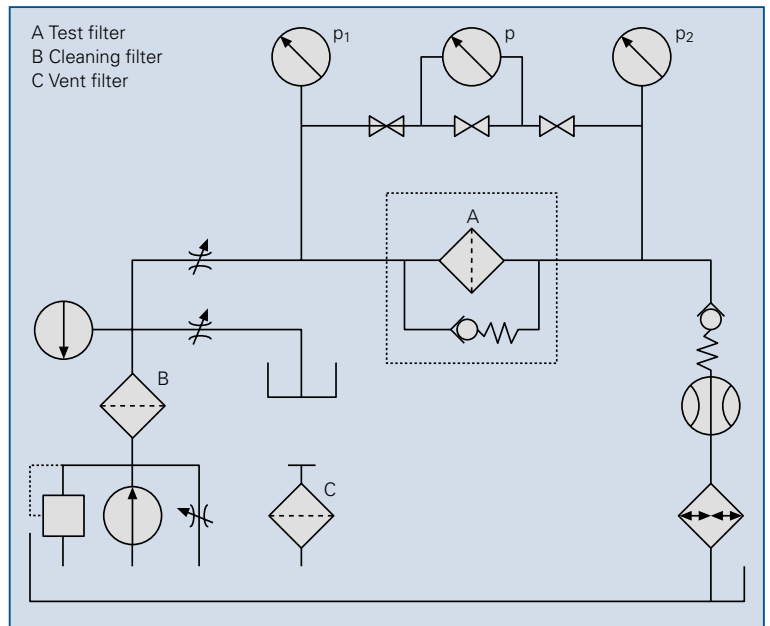 A Test filter
B Cleaning filter
C Vent filter
p₁
p
p₂
A
B
C